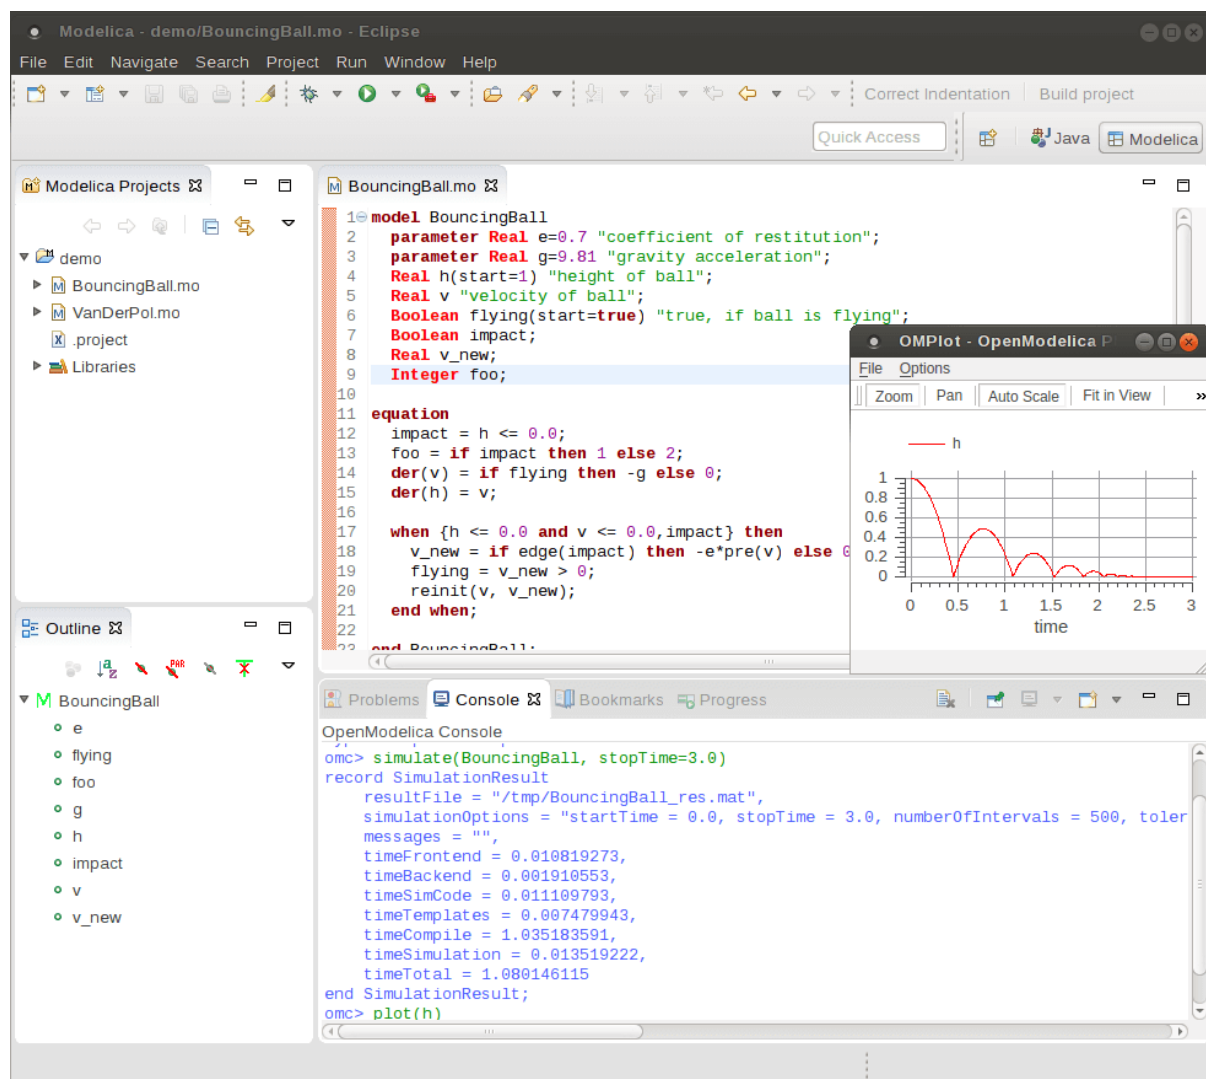 Modelica - demo/BouncingBall.mo - Eclipse
File Edit Navigate Search Project Run Window Help
Correct Indentation Build project
Quick Access Java Modelica
Modelica Projects
demo
BouncingBall.mo
VanDerPol.mo
.project
Libraries
Outline
BouncingBall
e
flying
foo
g
h
impact
v
v_new
BouncingBall.mo
1 model BouncingBall
2 parameter Real e=0.7 "coefficient of restitution";
3 parameter Real g=9.81 "gravity acceleration";
4 Real h(start=1) "height of ball";
5 Real v "velocity of ball";
6 Boolean flying(start=true) "true, if ball is flying";
7 Boolean impact;
8 Real v_new;
9 Integer foo;
10
11 equation
12 impact = h <= 0.0;
13 foo = if impact then 1 else 2;
14 der(v) = if flying then -g else 0;
15 der(h) = v;
16
17 when {h <= 0.0 and v <= 0.0,impact} then
18 v_new = if edge(impact) then -e*pre(v) else 0
19 flying = v_new > 0;
20 reinit(v, v_new);
21 end when;
22
23 end BouncingBall;
OMPlot - OpenModelica P
File Options
Zoom Pan Auto Scale Fit in View »
h
1
0.8
0.6
0.4
0.2
0
0 0.5 1 1.5 2 2.5 3
time
Problems Console Bookmarks Progress
OpenModelica Console
omc> simulate(BouncingBall, stopTime=3.0)
record SimulationResult
resultFile = "/tmp/BouncingBall_res.mat",
simulationOptions = "startTime = 0.0, stopTime = 3.0, numberOfIntervals = 500, toler
messages = "",
timeFrontend = 0.010819273,
timeBackend = 0.001910553,
timeSimCode = 0.011109793,
timeTemplates = 0.007479943,
timeCompile = 1.035183591,
timeSimulation = 0.013519222,
timeTotal = 1.080146115
end SimulationResult;
omc> plot(h)